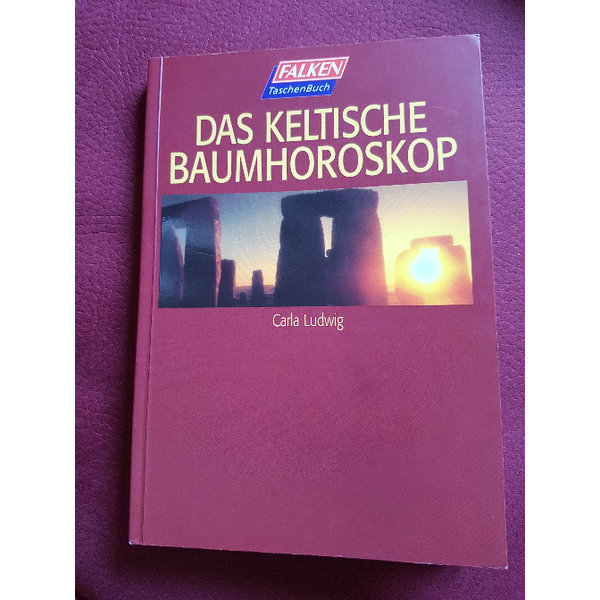 FALKEN
TaschenBuch
DAS KELTISCHE
BAUMHOROSKOP
Carla Ludwig